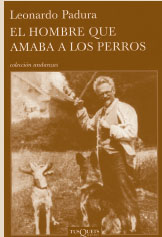 Leonardo Padura
EL HOMBRE QUE
AMABA A LOS PERROS
colección andanzas
TUSQUETS